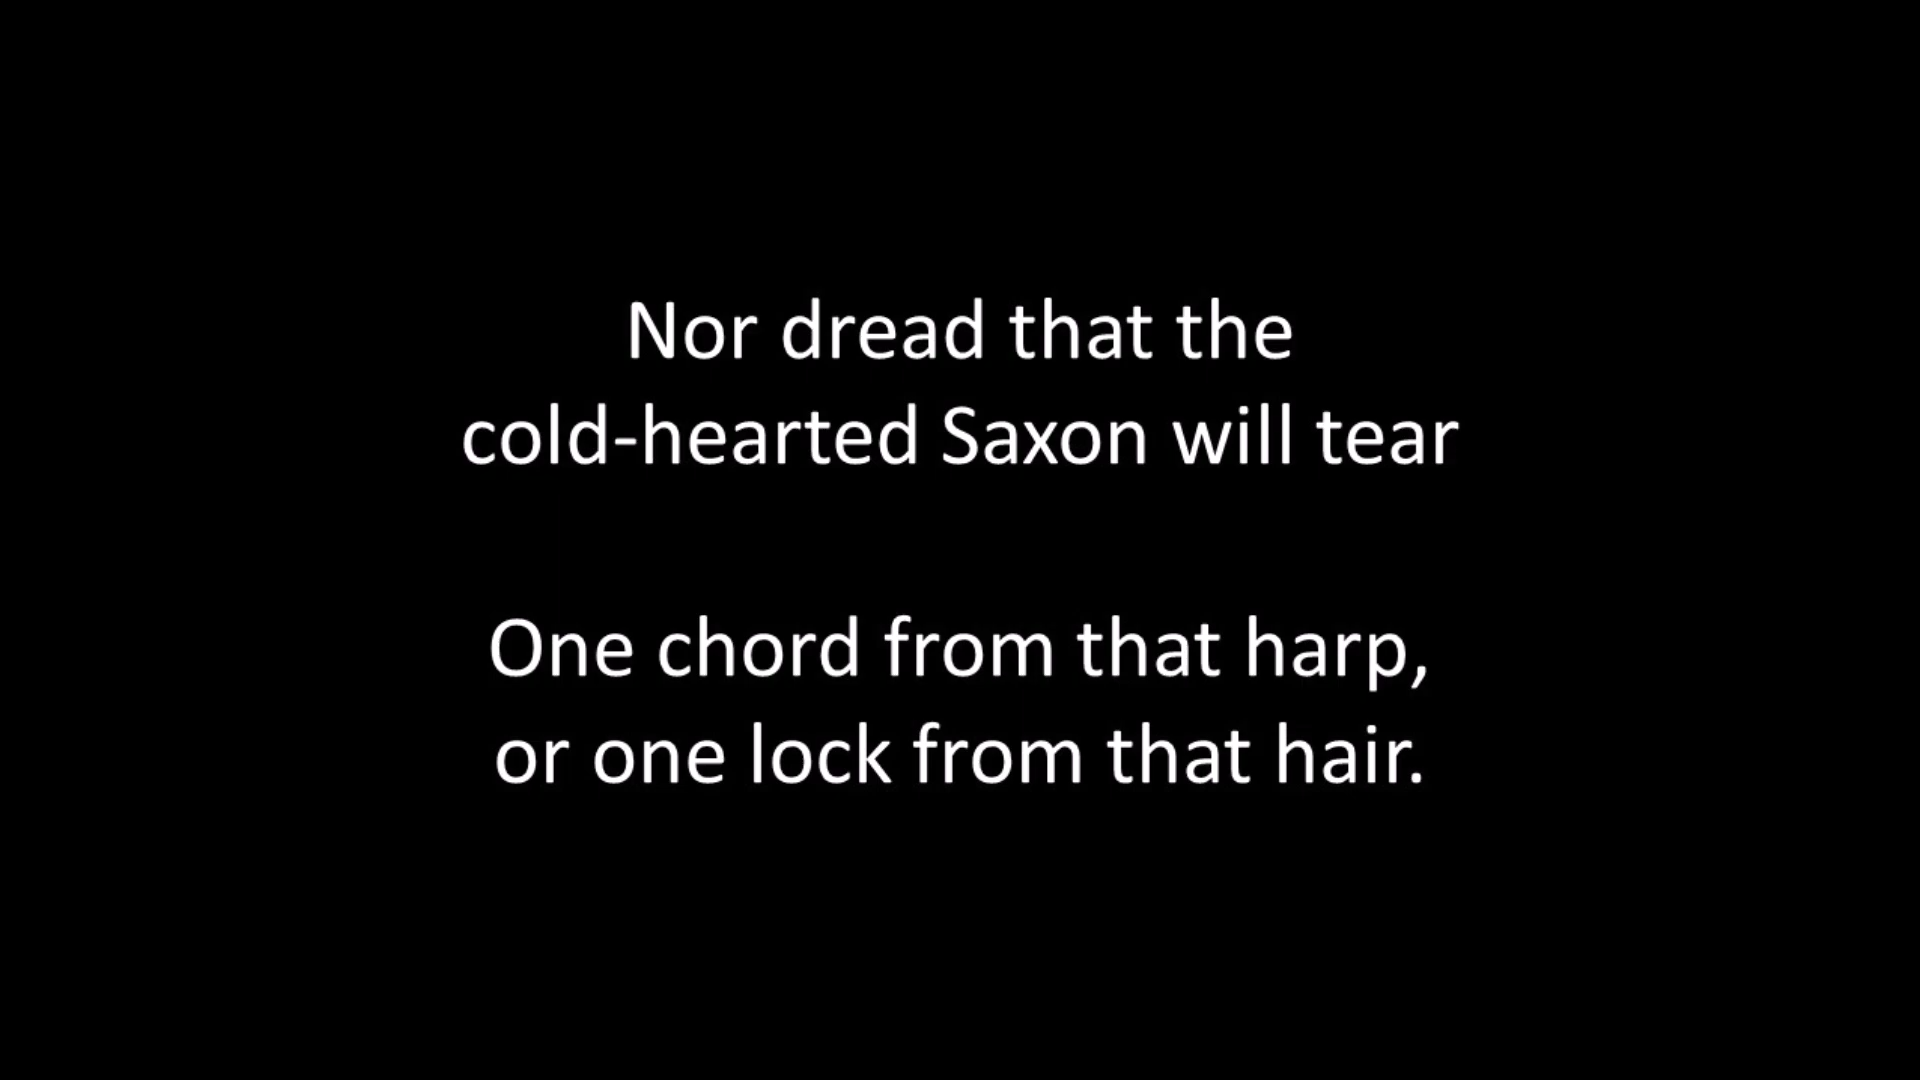 Nor dread that the
cold-hearted Saxon will tear
One chord from that harp,
or one lock from that hair.